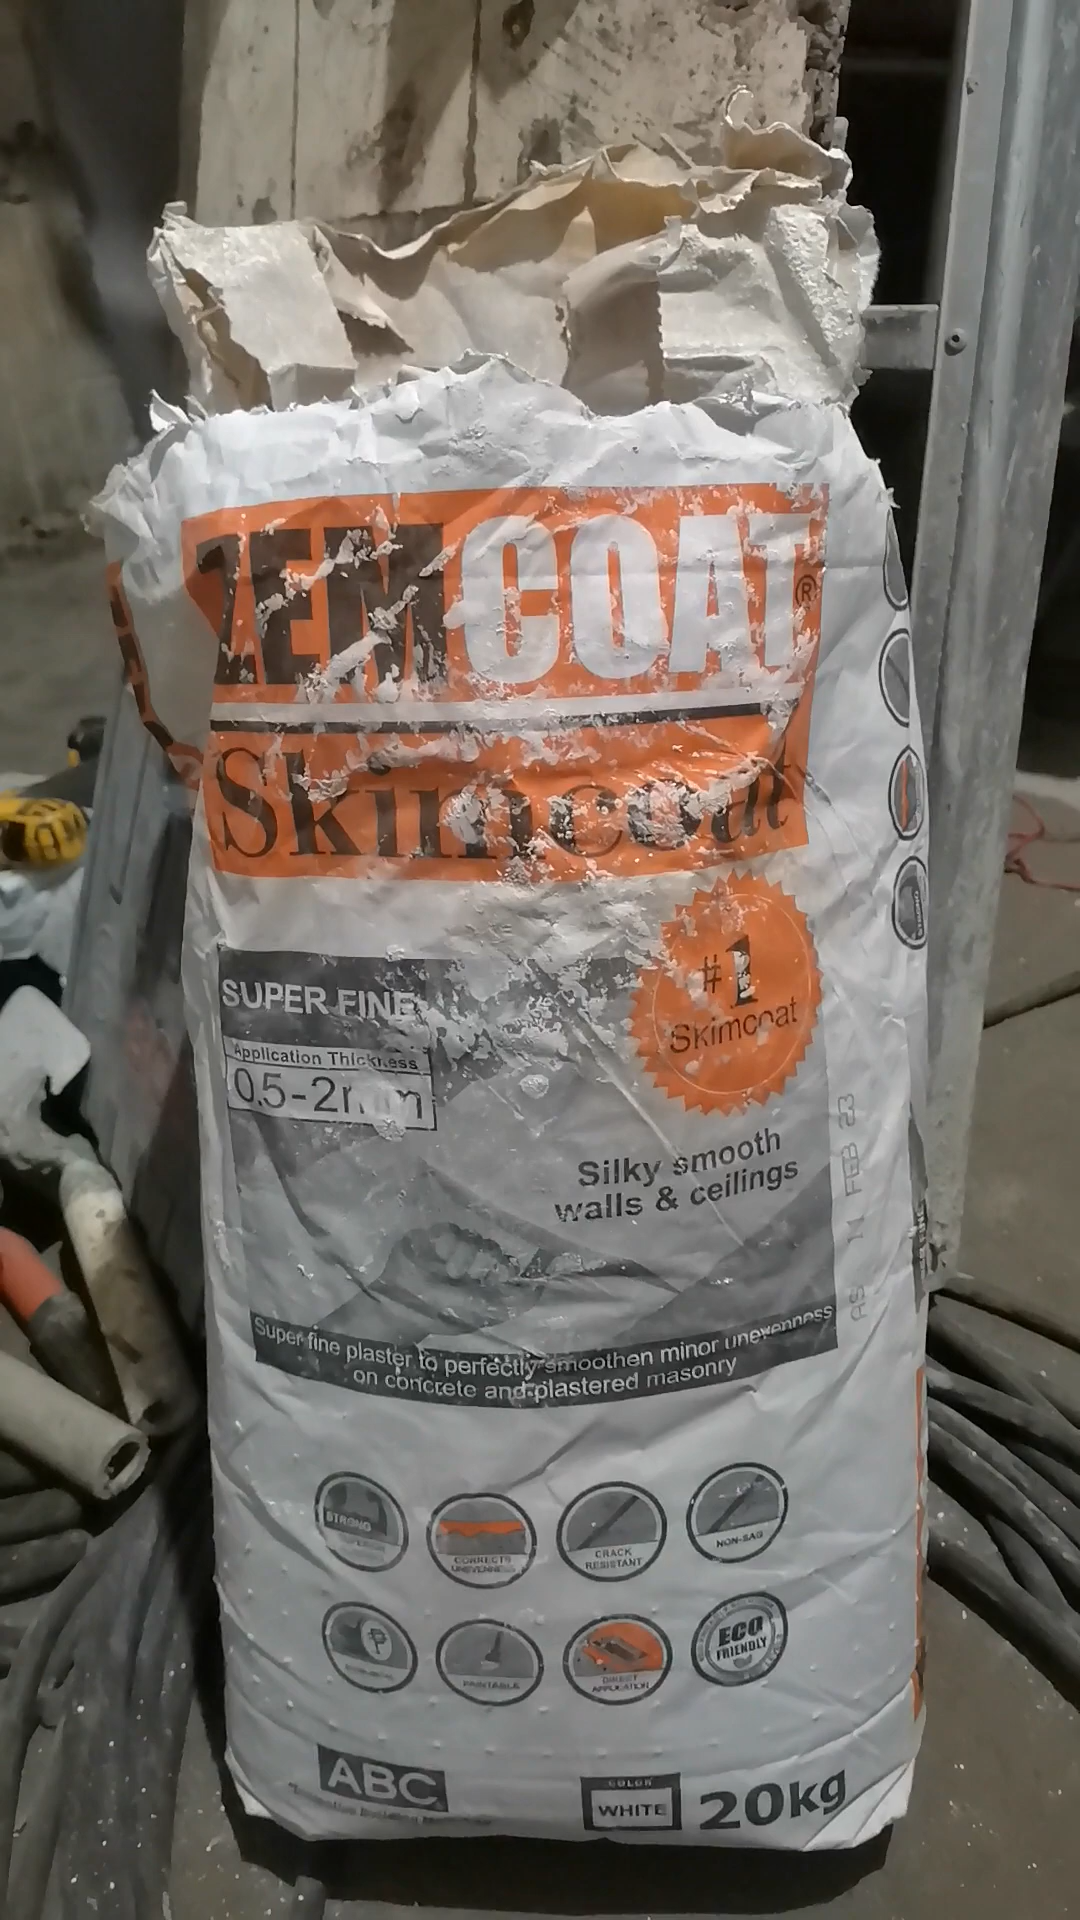 ZEMCOAT®
Skimcoat
SUPER FINE
Application Thickness
0.5-2mm
#1
Skimcoat
Silky smooth
walls & ceilings
FEB 23
Super fine plaster to perfectly smoothen minor unevenness
on concrete and plastered masonry
STRONG
CORRECTS
UNEVENNESS
CRACK
RESISTANT
NON-SAG
PAINTABLE
DIRECT
APPLICATION
ECO
FRIENDLY
ABC
COLOR
WHITE
20kg